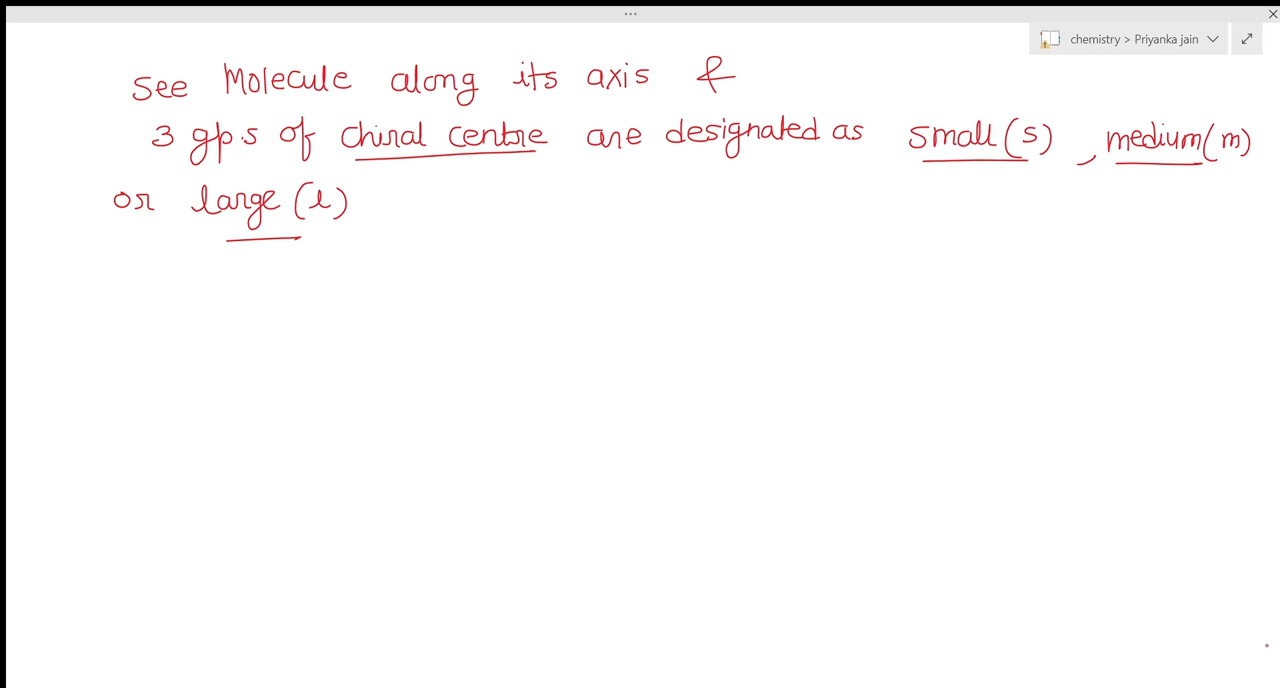 chemistry > Priyanka jain
See Molecule along its axis &
3 gp.s of chiral centre are designated as small (s), medium (m)
or large (l)